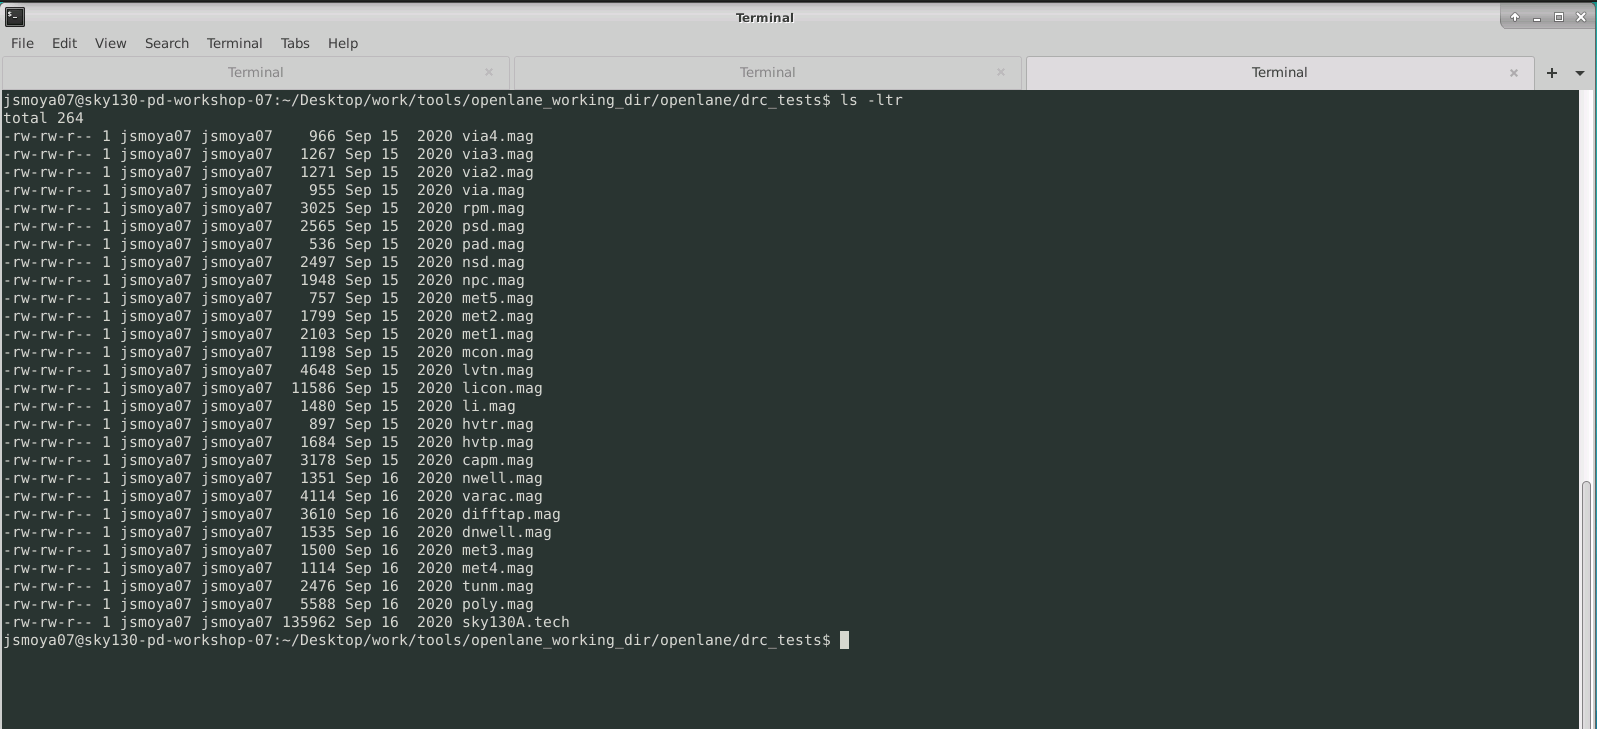 Terminal
File Edit View Search Terminal Tabs Help
Terminal Terminal Terminal
jsmoya07@sky130-pd-workshop-07:~/Desktop/work/tools/openlane_working_dir/openlane/drc_tests$ ls -ltr
total 264
-rw-rw-r-- 1 jsmoya07 jsmoya07    966 Sep 15  2020 via4.mag
-rw-rw-r-- 1 jsmoya07 jsmoya07   1267 Sep 15  2020 via3.mag
-rw-rw-r-- 1 jsmoya07 jsmoya07   1271 Sep 15  2020 via2.mag
-rw-rw-r-- 1 jsmoya07 jsmoya07    955 Sep 15  2020 via.mag
-rw-rw-r-- 1 jsmoya07 jsmoya07   3025 Sep 15  2020 rpm.mag
-rw-rw-r-- 1 jsmoya07 jsmoya07   2565 Sep 15  2020 psd.mag
-rw-rw-r-- 1 jsmoya07 jsmoya07    536 Sep 15  2020 pad.mag
-rw-rw-r-- 1 jsmoya07 jsmoya07   2497 Sep 15  2020 nsd.mag
-rw-rw-r-- 1 jsmoya07 jsmoya07   1948 Sep 15  2020 npc.mag
-rw-rw-r-- 1 jsmoya07 jsmoya07    757 Sep 15  2020 met5.mag
-rw-rw-r-- 1 jsmoya07 jsmoya07   1799 Sep 15  2020 met2.mag
-rw-rw-r-- 1 jsmoya07 jsmoya07   2103 Sep 15  2020 met1.mag
-rw-rw-r-- 1 jsmoya07 jsmoya07   1198 Sep 15  2020 mcon.mag
-rw-rw-r-- 1 jsmoya07 jsmoya07   4648 Sep 15  2020 lvtn.mag
-rw-rw-r-- 1 jsmoya07 jsmoya07  11586 Sep 15  2020 licon.mag
-rw-rw-r-- 1 jsmoya07 jsmoya07   1480 Sep 15  2020 li.mag
-rw-rw-r-- 1 jsmoya07 jsmoya07    897 Sep 15  2020 hvtr.mag
-rw-rw-r-- 1 jsmoya07 jsmoya07   1684 Sep 15  2020 hvtp.mag
-rw-rw-r-- 1 jsmoya07 jsmoya07   3178 Sep 15  2020 capm.mag
-rw-rw-r-- 1 jsmoya07 jsmoya07   1351 Sep 16  2020 nwell.mag
-rw-rw-r-- 1 jsmoya07 jsmoya07   4114 Sep 16  2020 varac.mag
-rw-rw-r-- 1 jsmoya07 jsmoya07   3610 Sep 16  2020 difftap.mag
-rw-rw-r-- 1 jsmoya07 jsmoya07   1535 Sep 16  2020 dnwell.mag
-rw-rw-r-- 1 jsmoya07 jsmoya07   1500 Sep 16  2020 met3.mag
-rw-rw-r-- 1 jsmoya07 jsmoya07   1114 Sep 16  2020 met4.mag
-rw-rw-r-- 1 jsmoya07 jsmoya07   2476 Sep 16  2020 tunm.mag
-rw-rw-r-- 1 jsmoya07 jsmoya07   5588 Sep 16  2020 poly.mag
-rw-rw-r-- 1 jsmoya07 jsmoya07 135962 Sep 16  2020 sky130A.tech
jsmoya07@sky130-pd-workshop-07:~/Desktop/work/tools/openlane_working_dir/openlane/drc_tests$